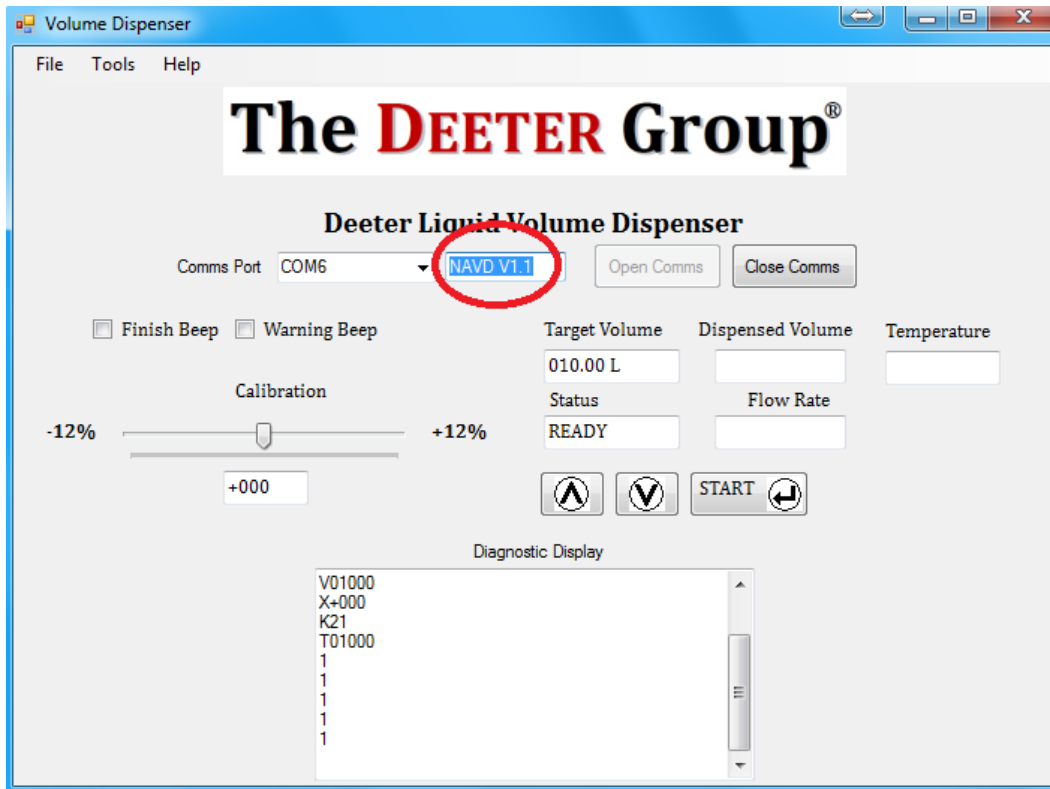 Volume Dispenser
File Tools Help
The DEETER Group®
Deeter Liquid Volume Dispenser
Comms Port COM6 NAVD V1.1 Open Comms Close Comms
Finish Beep Warning Beep
Target Volume Dispensed Volume Temperature
010.00 L
Calibration
Status Flow Rate
-12% +12%
READY
+000
START
Diagnostic Display
V01000
X+000
K21
T01000
1
1
1
1
1